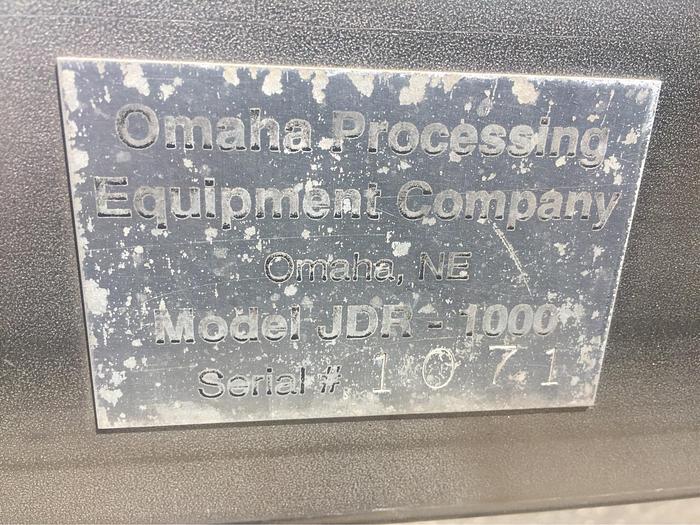 Omaha Processing
Equipment Company
Omaha, NE
Model JDR - 1000
Serial # 1071